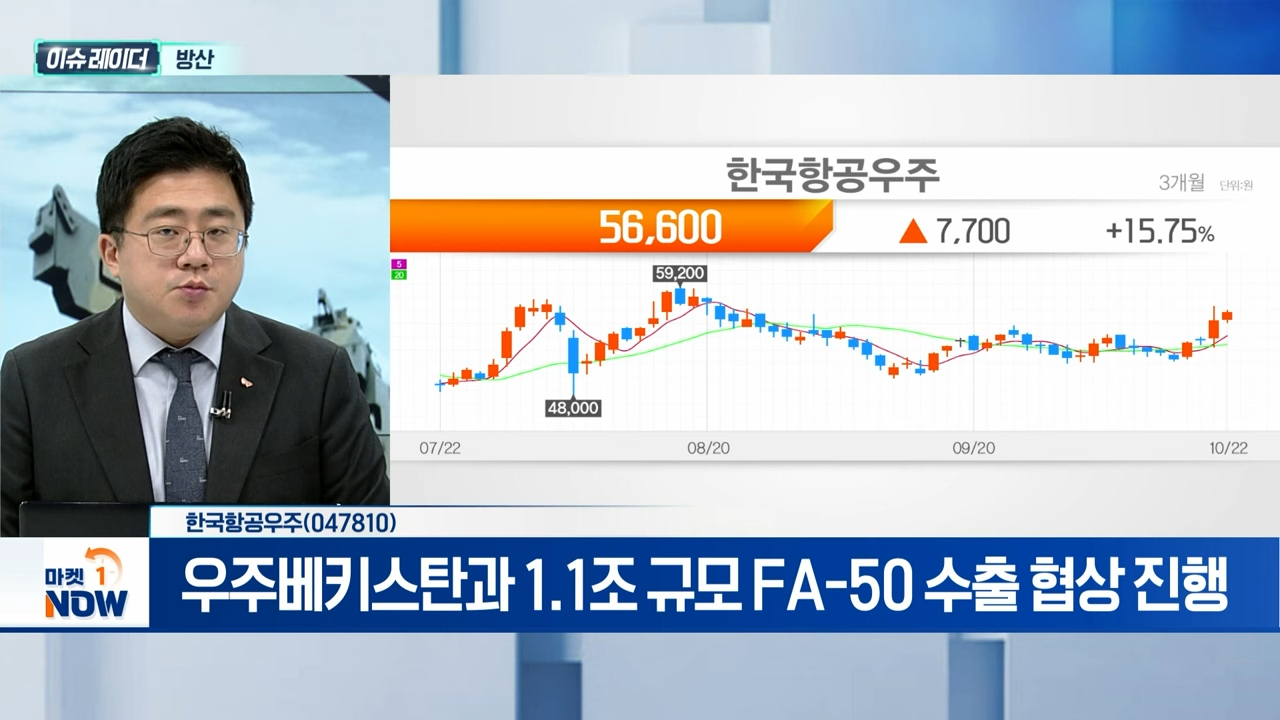 이슈 레이더 방산
한국항공우주
3개월 단위:원
56,600 ▲ 7,700 +15.75%
5
20
59,200
48,000
07/22 08/20 09/20 10/22
한국항공우주(047810)
마켓 1
NOW
우주베키스탄과 1.1조 규모 FA-50 수출 협상 진행